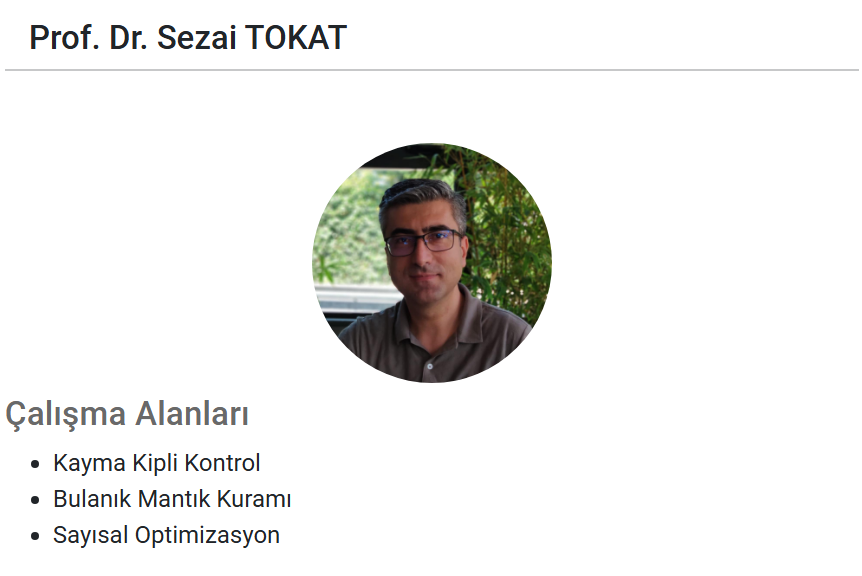 Prof. Dr. Sezai TOKAT
Çalışma Alanları
Kayma Kipli Kontrol
Bulanık Mantık Kuramı
Sayısal Optimizasyon